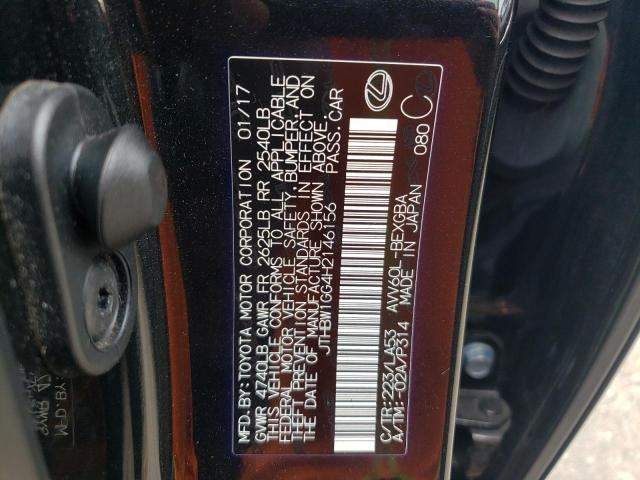 MFD.BY:TOYOTA MOTOR CORPORATION 01/17
GVWR 4740LB GAWR FR 2625LB RR 2540LB
THIS VEHICLE CONFORMS TO ALL APPLICABLE
FEDERAL MOTOR VEHICLE SAFETY, BUMPER, AND
THEFT PREVENTION STANDARDS IN EFFECT ON
THE DATE OF MANUFACTURE SHOWN ABOVE.
JTHBW1GG4H2146156 PASS.CAR
C/TR:223/LA53 AVV60L-BEXGBA
A/TM:-02A/P314 MADE IN JAPAN 080 C